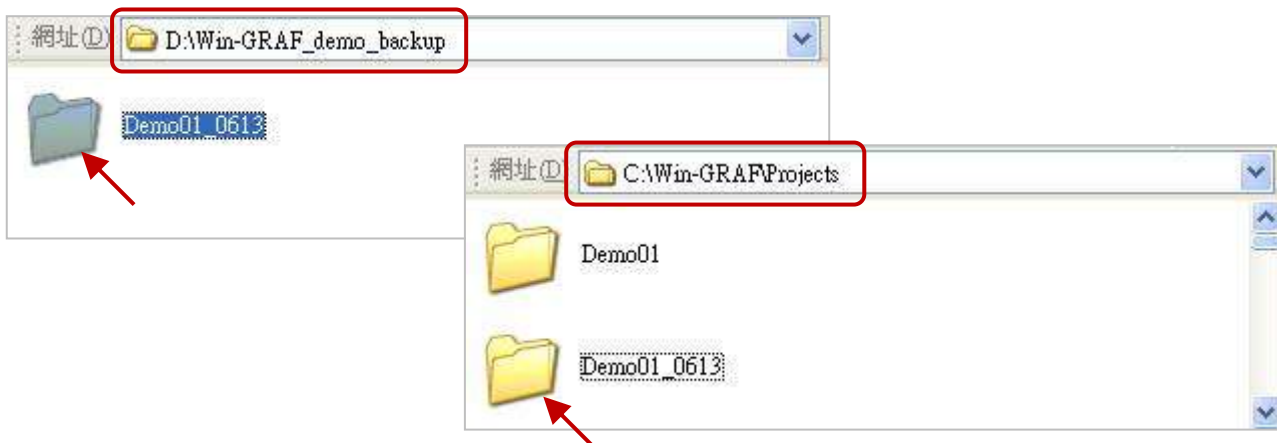 網址(D) D:\Win-GRAF_demo_backup
Demo01_0613
網址(D) C:\Win-GRAF\Projects
Demo01
Demo01_0613